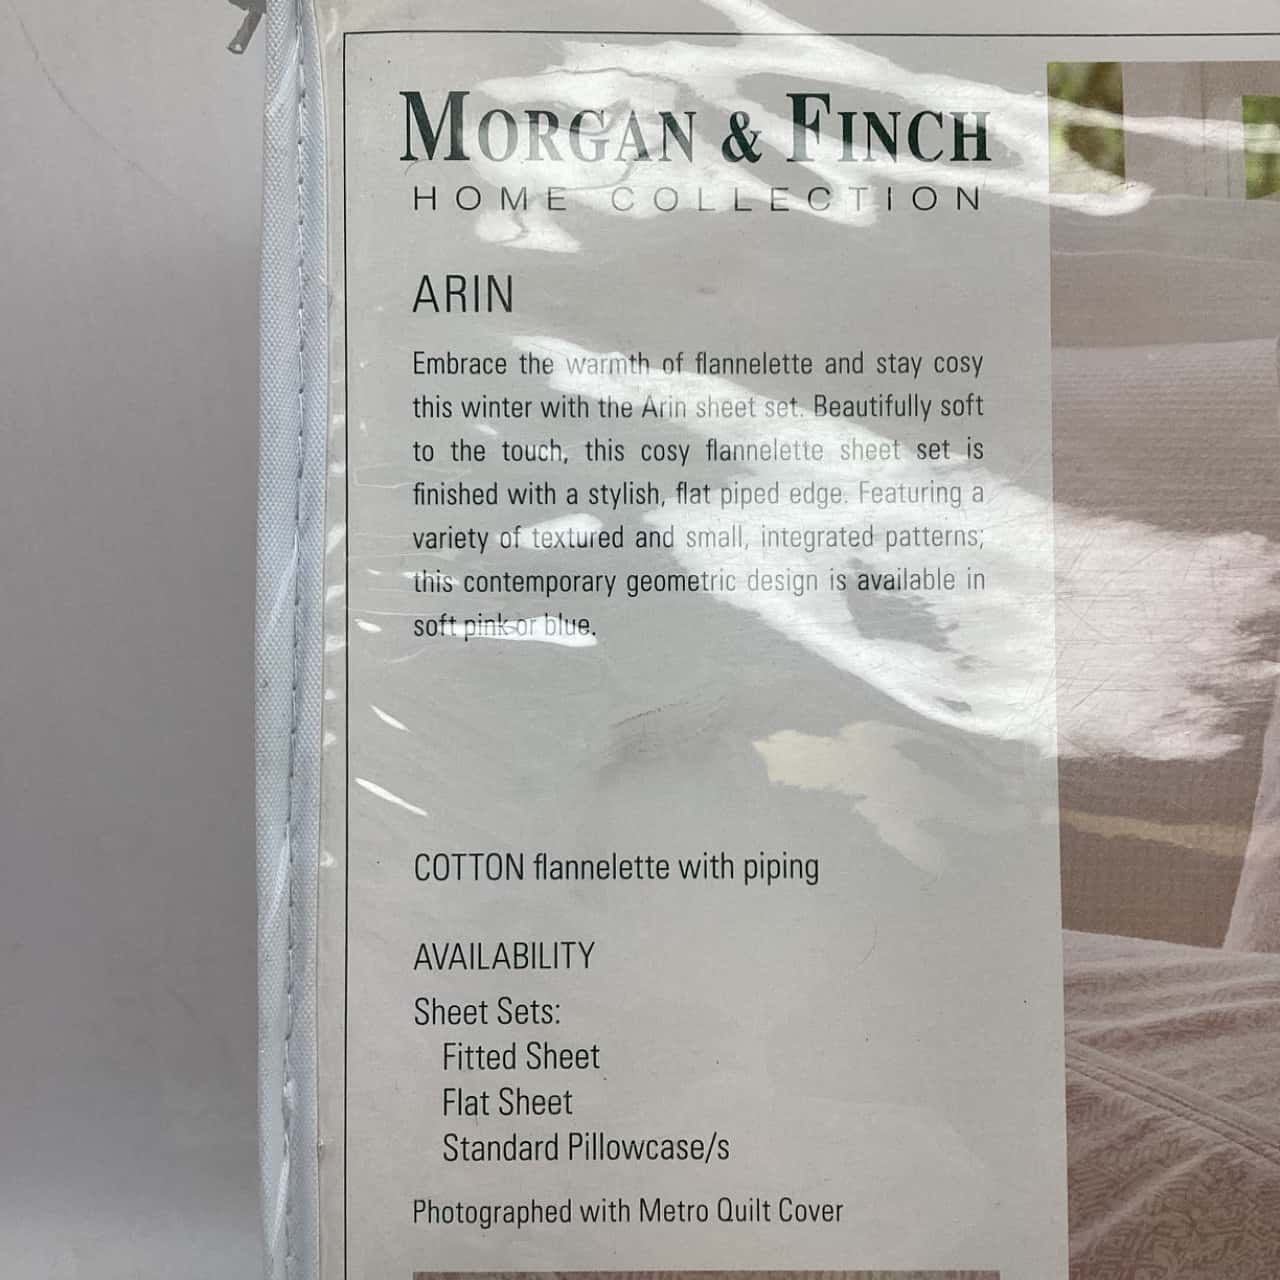 MORGAN & FINCH
HOME COLLECTION
ARIN
Embrace the warmth of flannelette and stay cosy
this winter with the Arin sheet set. Beautifully soft
to the touch, this cosy flannelette sheet set is
finished with a stylish, flat piped edge. Featuring a
variety of textured and small, integrated patterns;
this contemporary geometric design is available in
soft pink or blue.
COTTON flannelette with piping
AVAILABILITY
Sheet Sets:
Fitted Sheet
Flat Sheet
Standard Pillowcase/s
Photographed with Metro Quilt Cover